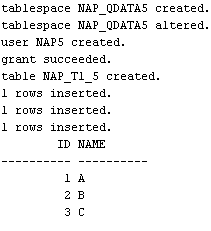 tablespace NAP_QDATA5 created.
tablespace NAP_QDATA5 altered.
user NAP5 created.
grant succeeded.
table NAP_T1_5 created.
1 rows inserted.
1 rows inserted.
1 rows inserted.
        ID NAME
---------- ----------
         1 A
         2 B
         3 C